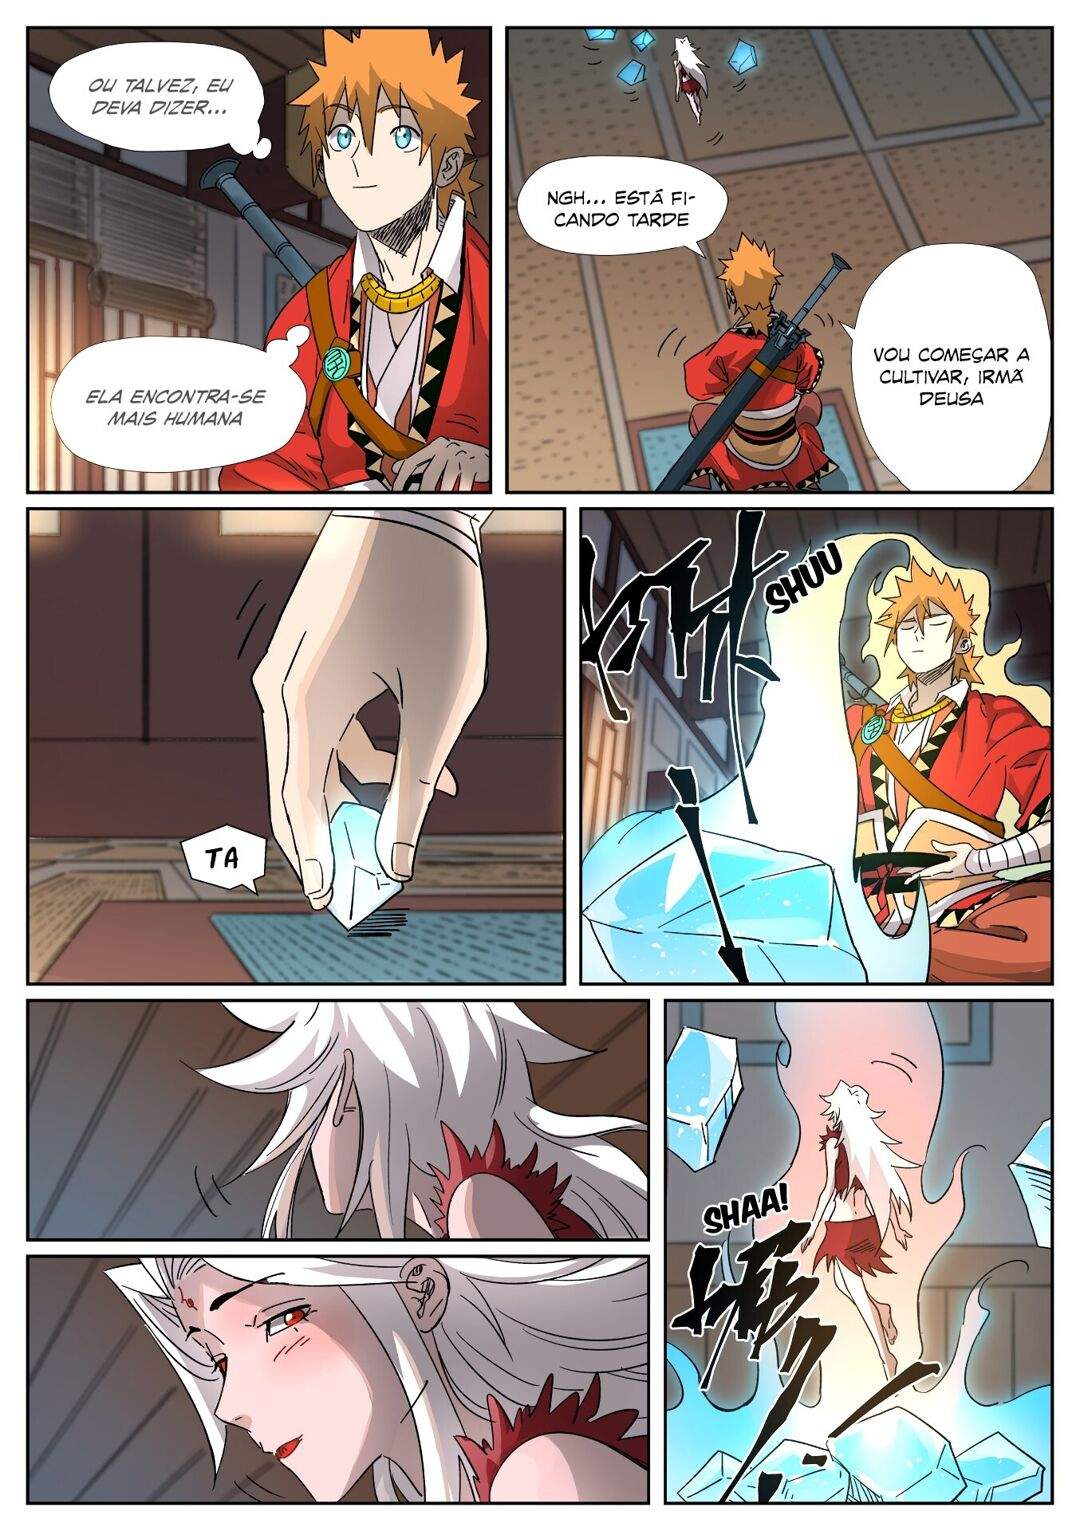 OU TALVEZ, EU
DEVA DIZER...
ELA ENCONTRA-SE
MAIS HUMANA
NGH... ESTÁ FI-
CANDO TARDE
VOU COMEÇAR A
CULTIVAR, IRMÃ
DEUSA
TA
SHUU
SHAA!